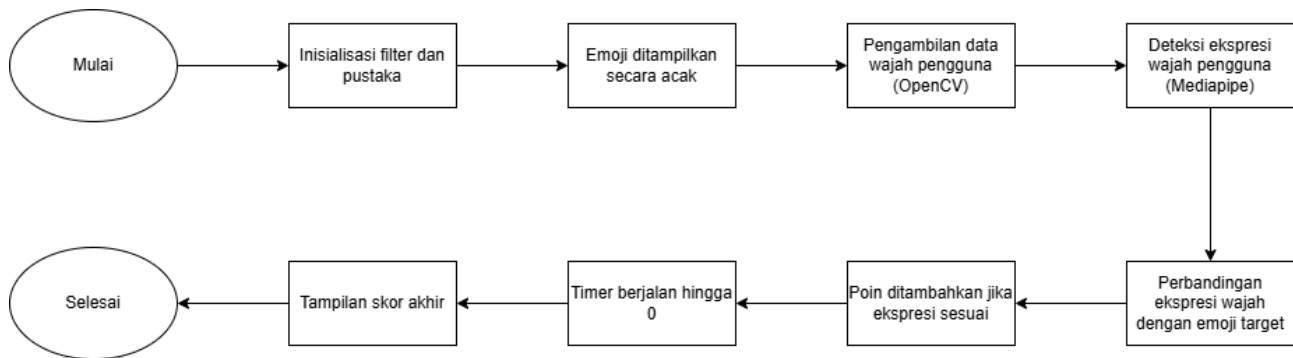 Mulai
Inisialisasi filter dan
pustaka
Emoji ditampilkan
secara acak
Pengambilan data
wajah pengguna
(OpenCV)
Deteksi ekspresi
wajah pengguna
(Mediapipe)
Perbandingan
ekspresi wajah
dengan emoji target
Poin ditambahkan jika
ekspresi sesuai
Timer berjalan hingga
0
Tampilan skor akhir
Selesai